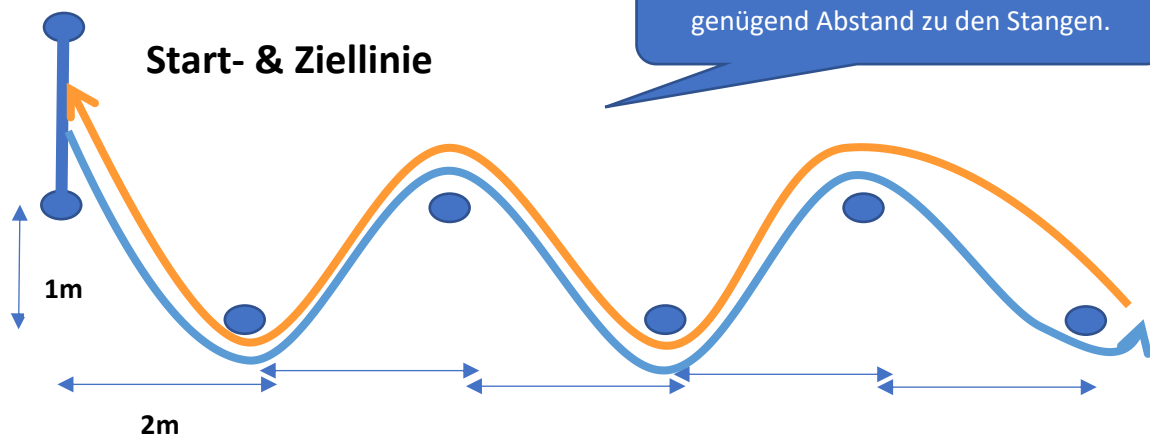 genügend Abstand zu den Stangen.
Start- & Ziellinie
1m
2m